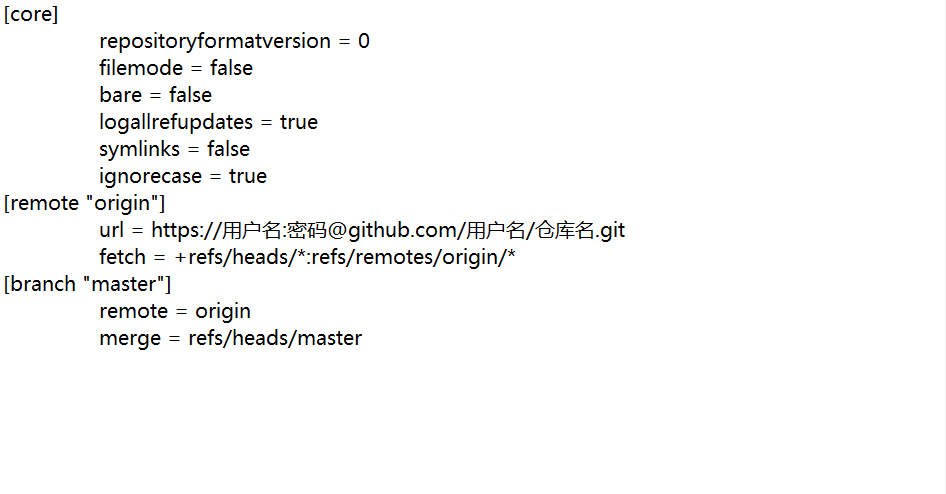 [core]
repositoryformatversion = 0
filemode = false
bare = false
logallrefupdates = true
symlinks = false
ignorecase = true
[remote "origin"]
url = https://用户名:密码@github.com/用户名/仓库名.git
fetch = +refs/heads/*:refs/remotes/origin/*
[branch "master"]
remote = origin
merge = refs/heads/master